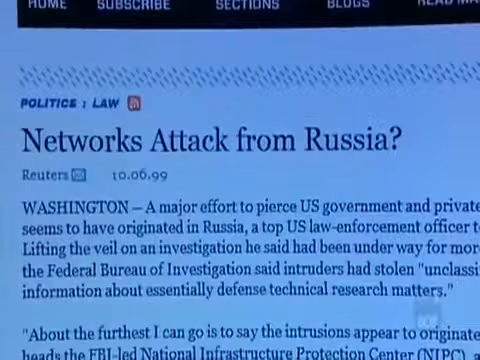 HOME SUBSCRIBE SECTIONS BLOGS READ MA
POLITICS : LAW
Networks Attack from Russia?
Reuters 10.06.99
WASHINGTON – A major effort to pierce US government and private
seems to have originated in Russia, a top US law-enforcement officer t
Lifting the veil on an investigation he said had been under way for mor
the Federal Bureau of Investigation said intruders had stolen "unclassi
information about essentially defense technical research matters."
"About the furthest I can go is to say the intrusions appear to originate
heads the FBI-led National Infrastructure Protection Center (NIPC), a